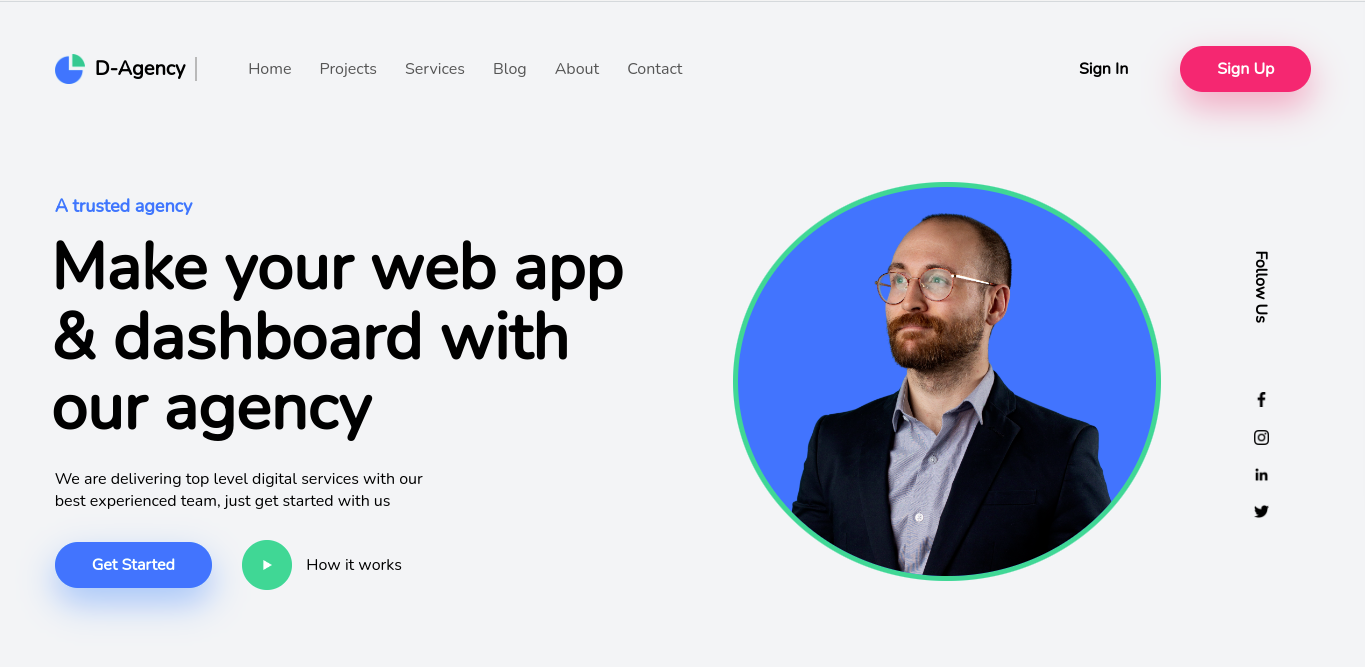 D-Agency
Home Projects Services Blog About Contact
Sign In
Sign Up
A trusted agency
Make your web app
& dashboard with
our agency
We are delivering top level digital services with our
best experienced team, just get started with us
Get Started
How it works
Follow Us